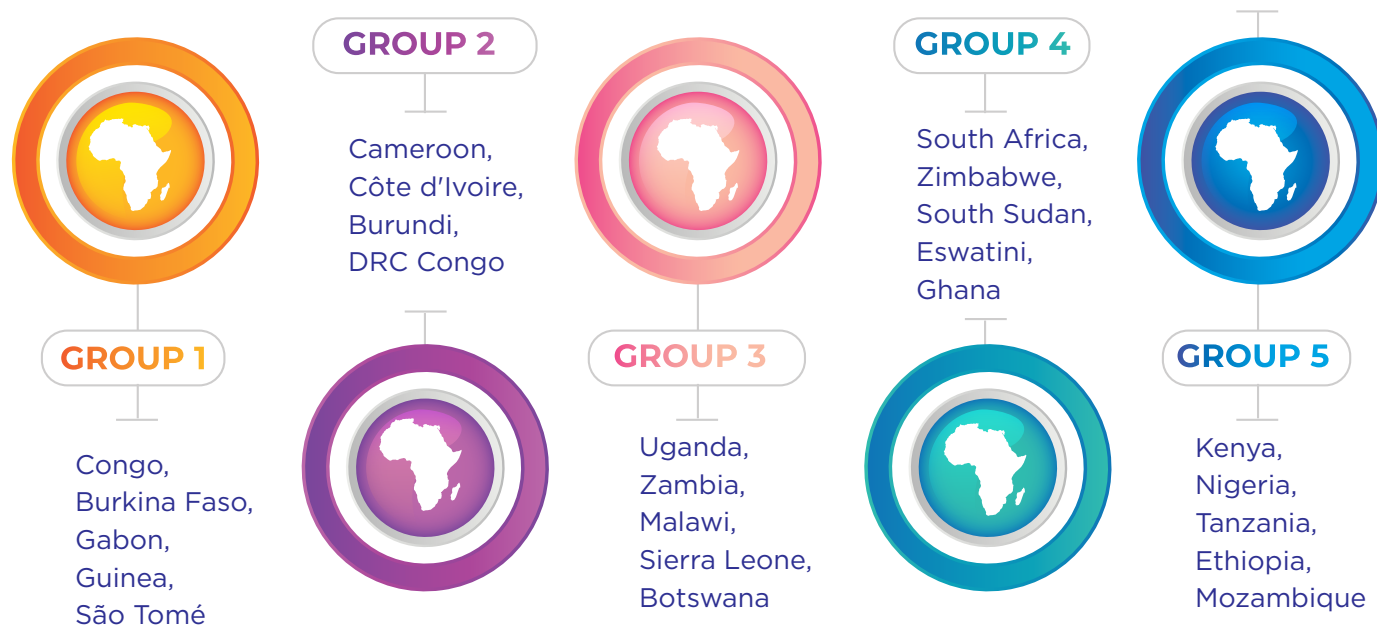 GROUP 1
Congo,
Burkina Faso,
Gabon,
Guinea,
São Tomé
GROUP 2
Cameroon,
Côte d'Ivoire,
Burundi,
DRC Congo
GROUP 3
Uganda,
Zambia,
Malawi,
Sierra Leone,
Botswana
GROUP 4
South Africa,
Zimbabwe,
South Sudan,
Eswatini,
Ghana
GROUP 5
Kenya,
Nigeria,
Tanzania,
Ethiopia,
Mozambique